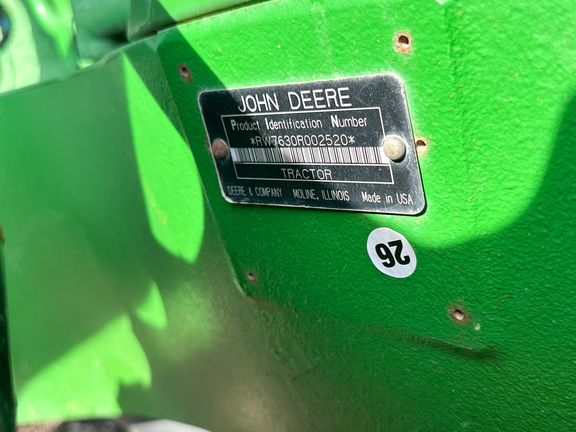 JOHN DEERE
Product Identification Number
*RW7630R002520*
TRACTOR
DEERE & COMPANY MOLINE, ILLINOIS Made in USA
26